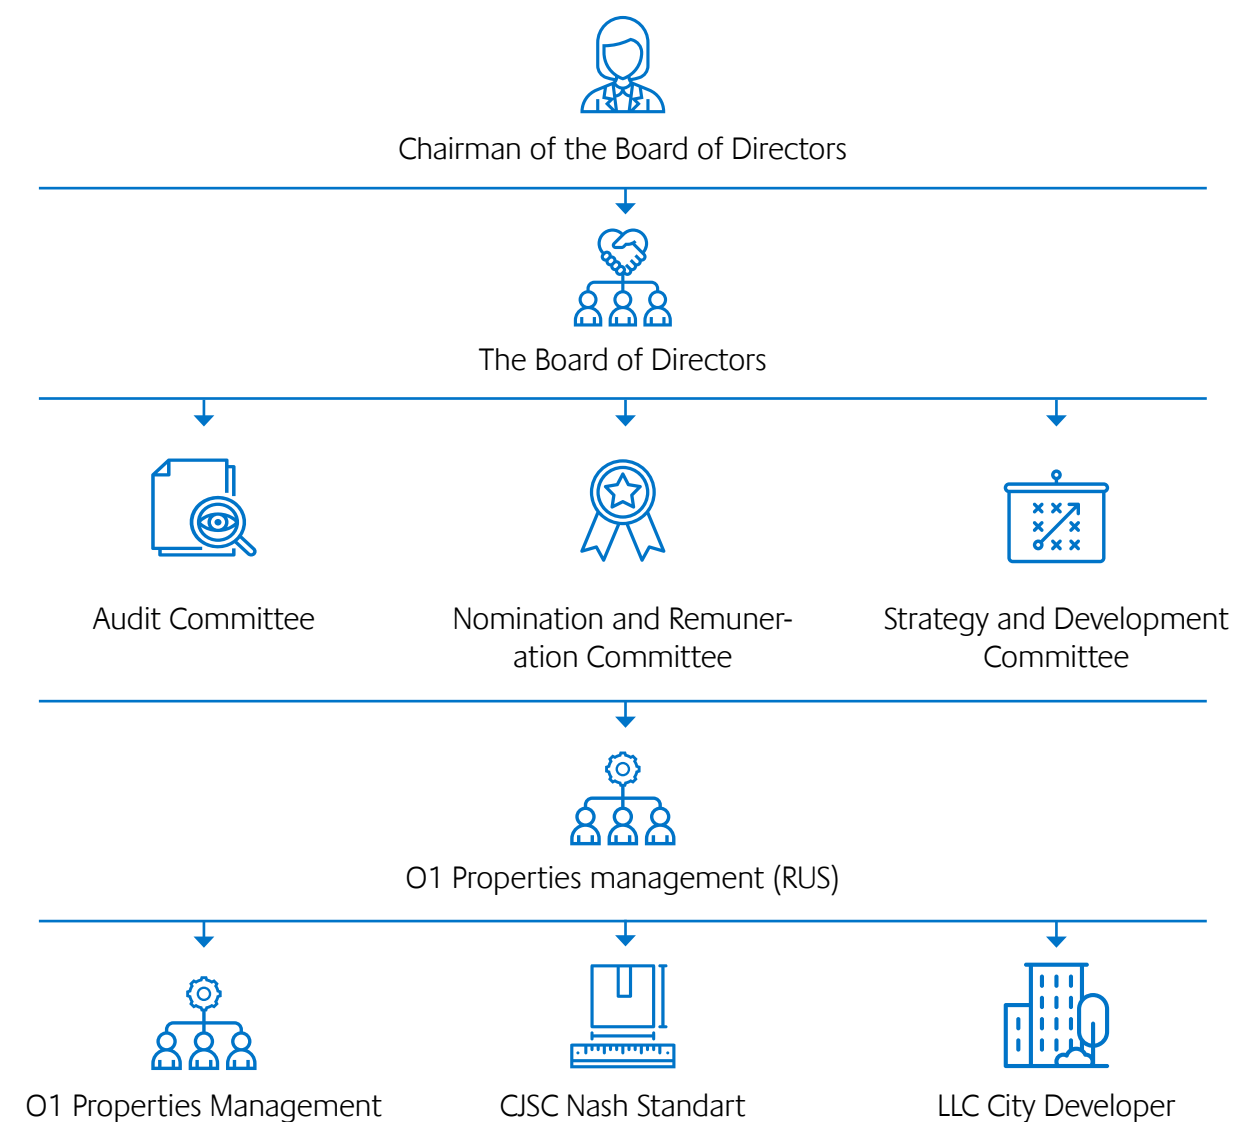 Chairman of the Board of Directors
The Board of Directors
Audit Committee
Nomination and Remuner-
ation Committee
Strategy and Development
Committee
O1 Properties management (RUS)
O1 Properties Management
CJSC Nash Standart
LLC City Developer